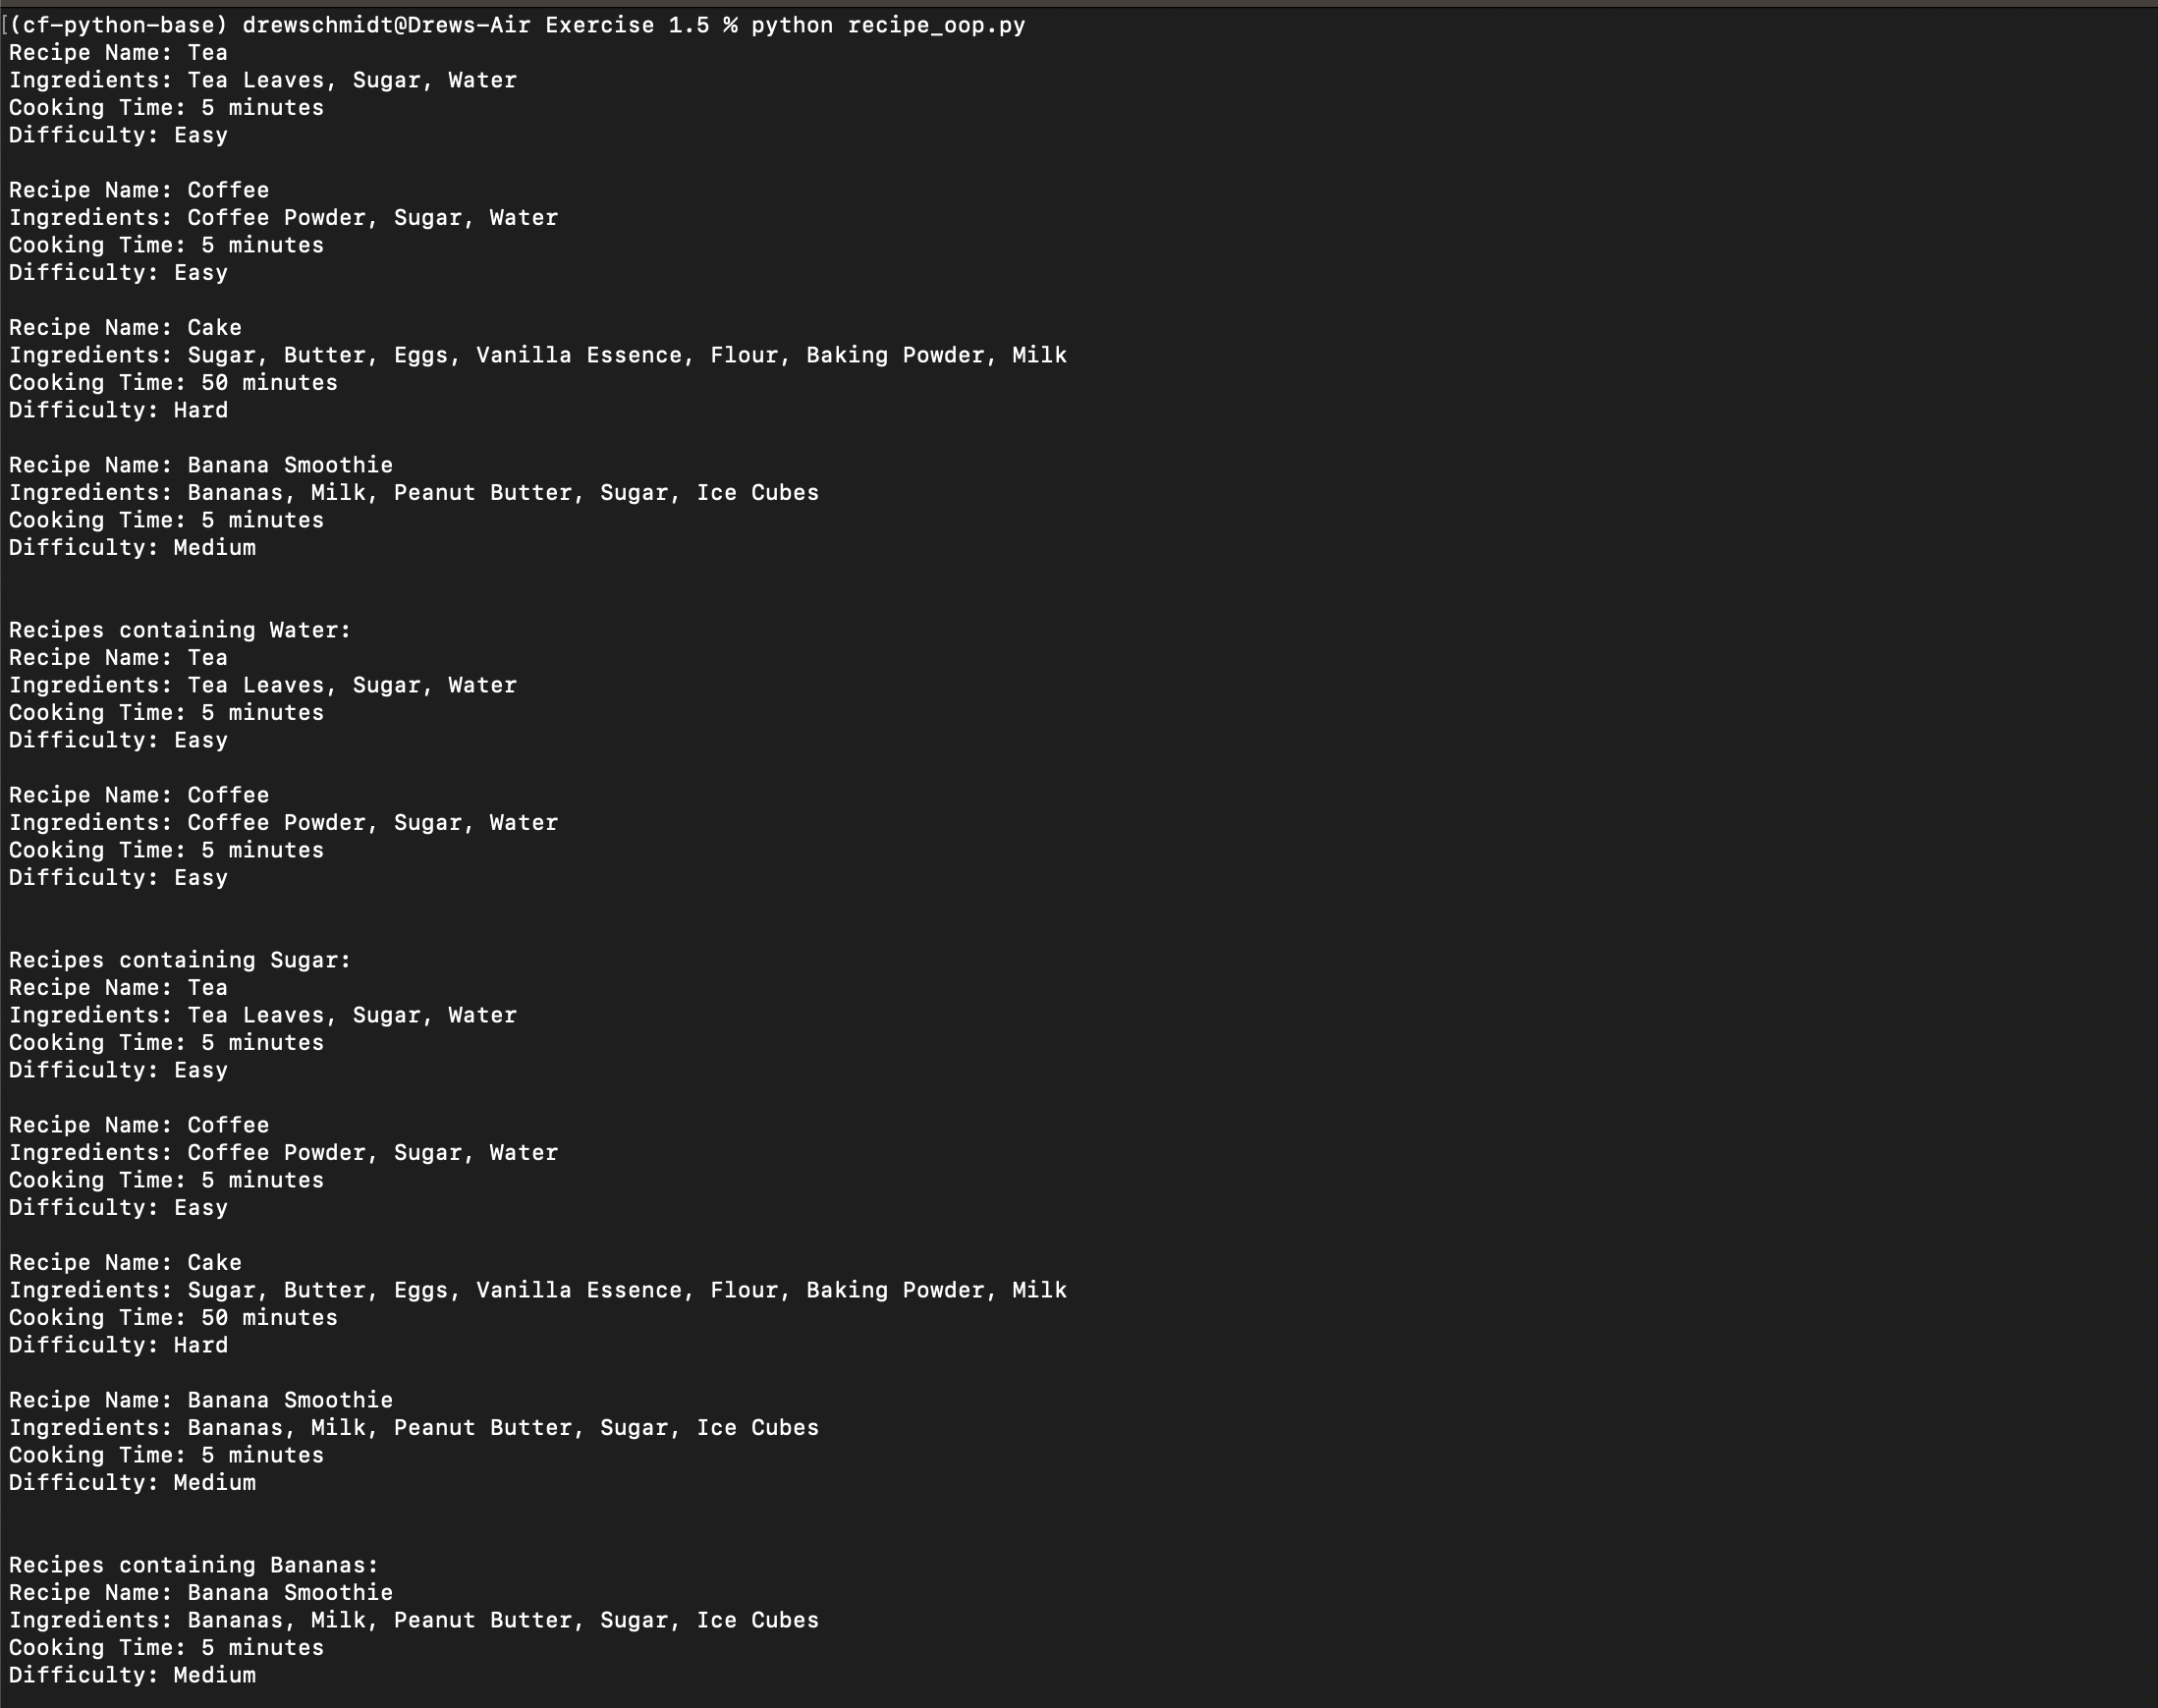 [(cf-python-base) drewschmidt@Drews-Air Exercise 1.5 % python recipe_oop.py
Recipe Name: Tea
Ingredients: Tea Leaves, Sugar, Water
Cooking Time: 5 minutes
Difficulty: Easy
Recipe Name: Coffee
Ingredients: Coffee Powder, Sugar, Water
Cooking Time: 5 minutes
Difficulty: Easy
Recipe Name: Cake
Ingredients: Sugar, Butter, Eggs, Vanilla Essence, Flour, Baking Powder, Milk
Cooking Time: 50 minutes
Difficulty: Hard
Recipe Name: Banana Smoothie
Ingredients: Bananas, Milk, Peanut Butter, Sugar, Ice Cubes
Cooking Time: 5 minutes
Difficulty: Medium
Recipes containing Water:
Recipe Name: Tea
Ingredients: Tea Leaves, Sugar, Water
Cooking Time: 5 minutes
Difficulty: Easy
Recipe Name: Coffee
Ingredients: Coffee Powder, Sugar, Water
Cooking Time: 5 minutes
Difficulty: Easy
Recipes containing Sugar:
Recipe Name: Tea
Ingredients: Tea Leaves, Sugar, Water
Cooking Time: 5 minutes
Difficulty: Easy
Recipe Name: Coffee
Ingredients: Coffee Powder, Sugar, Water
Cooking Time: 5 minutes
Difficulty: Easy
Recipe Name: Cake
Ingredients: Sugar, Butter, Eggs, Vanilla Essence, Flour, Baking Powder, Milk
Cooking Time: 50 minutes
Difficulty: Hard
Recipe Name: Banana Smoothie
Ingredients: Bananas, Milk, Peanut Butter, Sugar, Ice Cubes
Cooking Time: 5 minutes
Difficulty: Medium
Recipes containing Bananas:
Recipe Name: Banana Smoothie
Ingredients: Bananas, Milk, Peanut Butter, Sugar, Ice Cubes
Cooking Time: 5 minutes
Difficulty: Medium